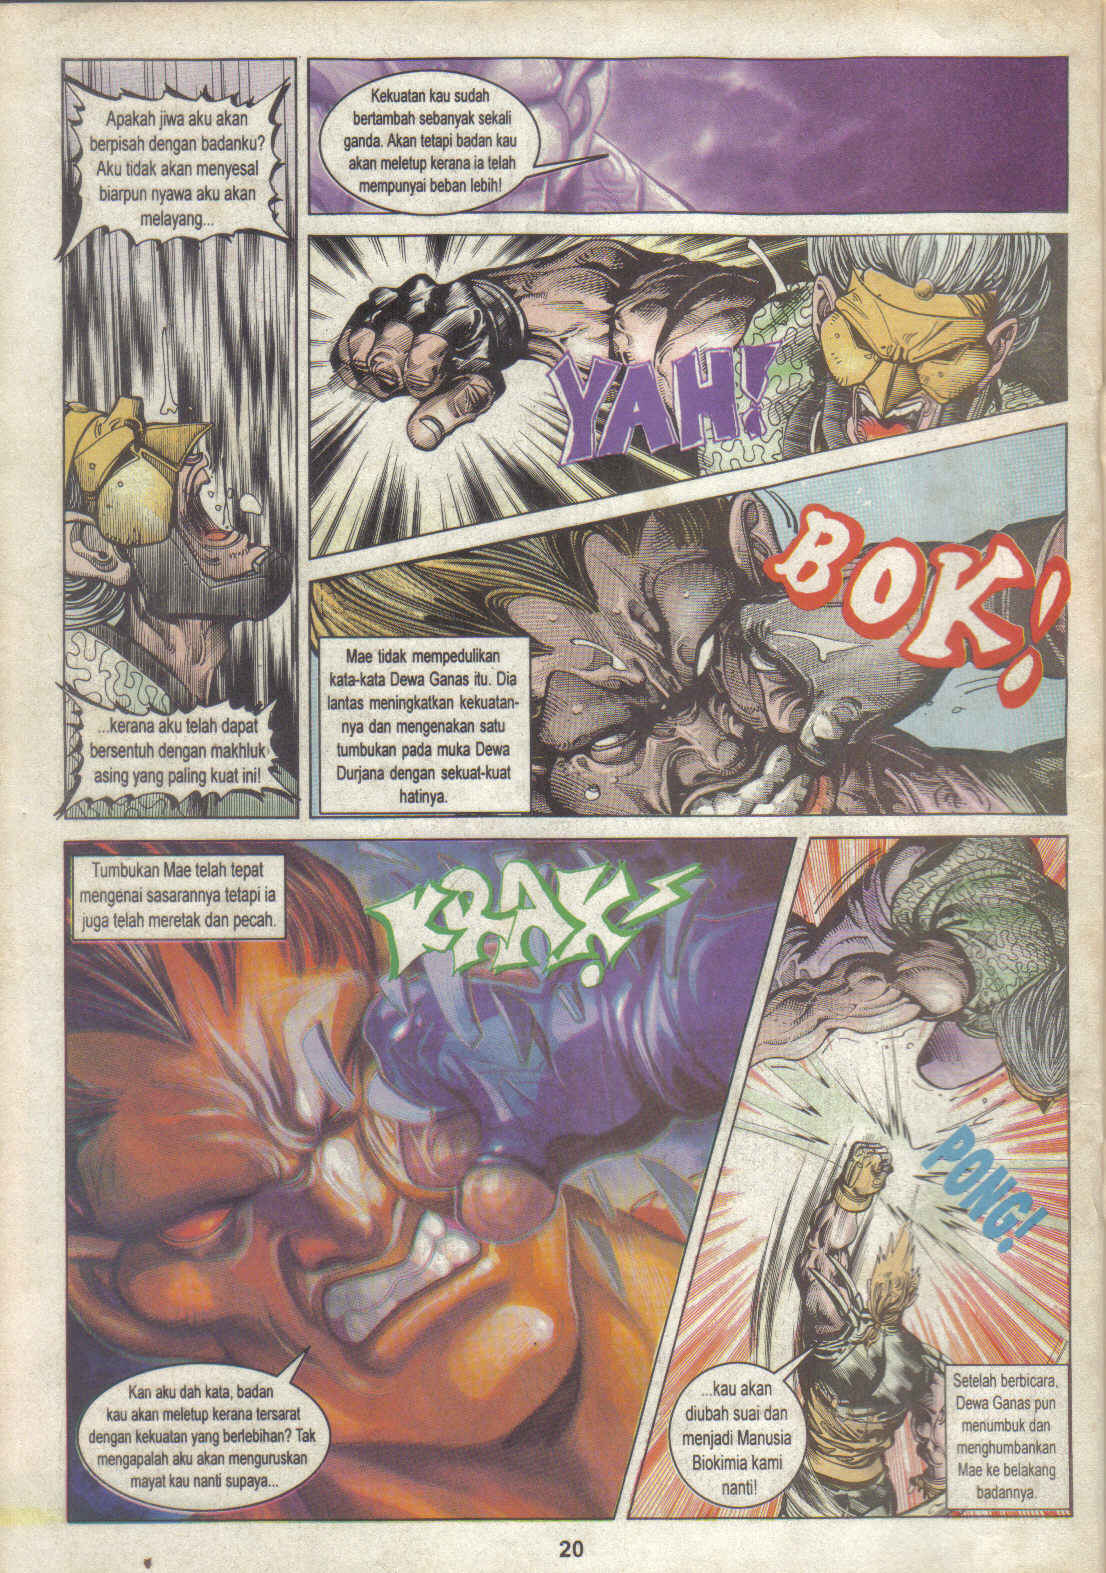 Apakah jiwa aku akan
berpisah dengan badanku?
Aku tidak akan menyesal
biarpun nyawa aku akan
melayang...
...kerana aku telah dapat
bersentuh dengan makhluk
asing yang paling kuat ini!
Kekuatan kau sudah
bertambah sebanyak sekali
ganda. Akan tetapi badan kau
akan meletup kerana ia telah
mempunyai beban lebih!
YAH!
BOK!
Mae tidak mempedulikan
kata-kata Dewa Ganas itu. Dia
lantas meningkatkan kekuatan-
nya dan mengenakan satu
tumbukan pada muka Dewa
Durjana dengan sekuat-kuat
hatinya.
Tumbukan Mae telah tepat
mengenai sasarannya tetapi ia
juga telah meretak dan pecah.
KRAK!
Kan aku dah kata, badan
kau akan meletup kerana tersarat
dengan kekuatan yang berlebihan? Tak
mengapalah aku akan menguruskan
mayat kau nanti supaya...
PONG!
...kau akan
diubah suai dan
menjadi Manusia
Biokimia kami
nanti!
Setelah berbicara,
Dewa Ganas pun
menumbuk dan
menghumbankan
Mae ke belakang
badannya.
20